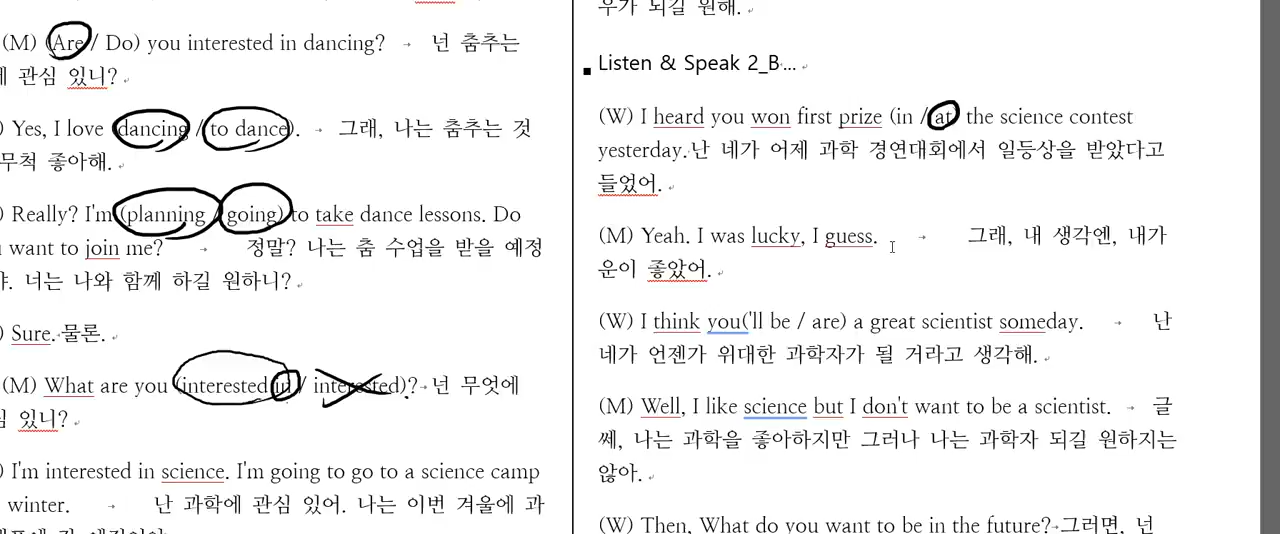 (M) (Are / Do) you interested in dancing? → 넌 춤추는
관심 있니?
Yes, I love (dancing / to dance). → 그래, 나는 춤추는 것
무척 좋아해.
Really? I'm (planning / going) to take dance lessons. Do
want to join me? → 정말? 나는 춤 수업을 받을 예정
너는 나와 함께 하길 원하니?
Sure. 물론.
(M) What are you (interested in / interested)? → 넌 무엇에
있니?
I'm interested in science. I'm going to go to a science camp
winter. → 난 과학에 관심 있어. 나는 이번 겨울에 과
우가 되길 원해.
Listen & Speak 2_B ...
(W) I heard you won first prize (in / at) the science contest
yesterday. 난 네가 어제 과학 경연대회에서 일등상을 받았다고
들었어.
(M) Yeah. I was lucky, I guess. → 그래, 내 생각엔, 내가
운이 좋았어.
(W) I think you('ll be / are) a great scientist someday. → 난
네가 언젠가 위대한 과학자가 될 거라고 생각해.
(M) Well, I like science but I don't want to be a scientist. → 글
쎄, 나는 과학을 좋아하지만 그러나 나는 과학자 되길 원하지는
않아.
(W) Then, What do you want to be in the future? → 그러면, 넌